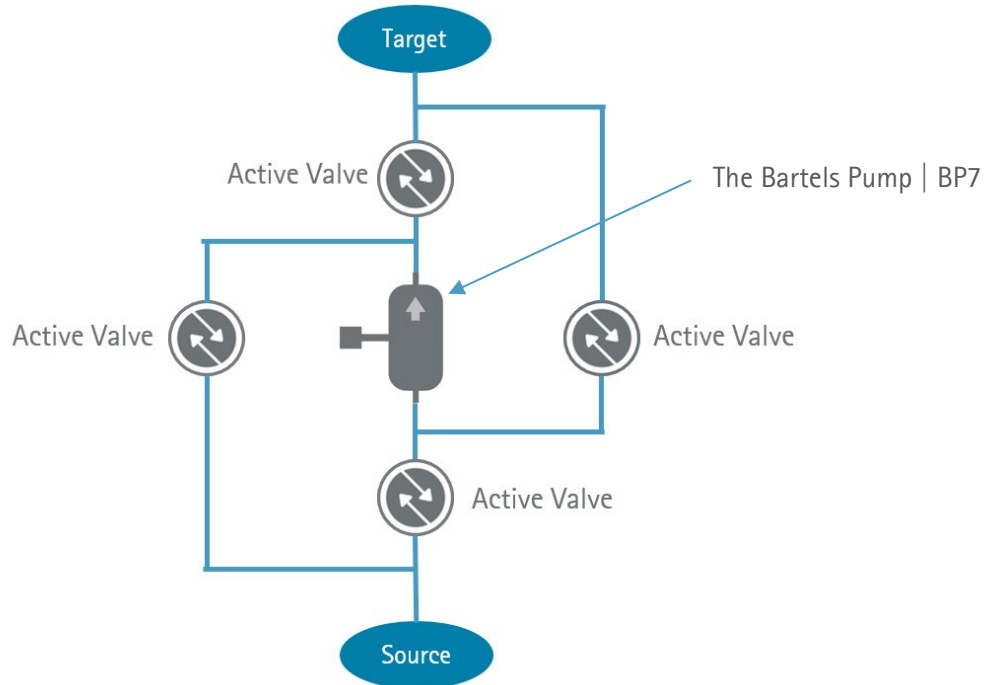 Target
Active Valve
The Bartels Pump | BP7
Active Valve
Active Valve
Active Valve
Source